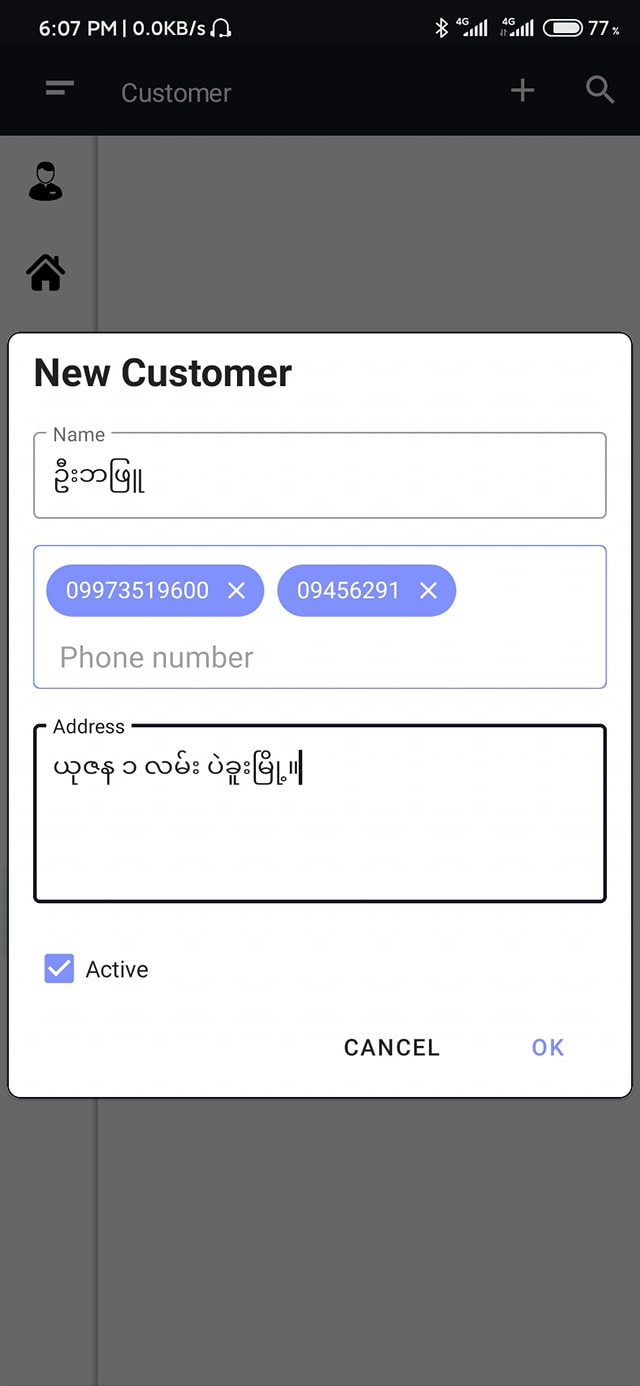 6:07 PM | 0.0KB/s 4G 4G 77%
Customer
New Customer
Name
ဦးဘဖြူ
09973519600 09456291
Phone number
Address
ယုဇန ၁ လမ်း ပဲခူးမြို့။
Active
CANCEL OK